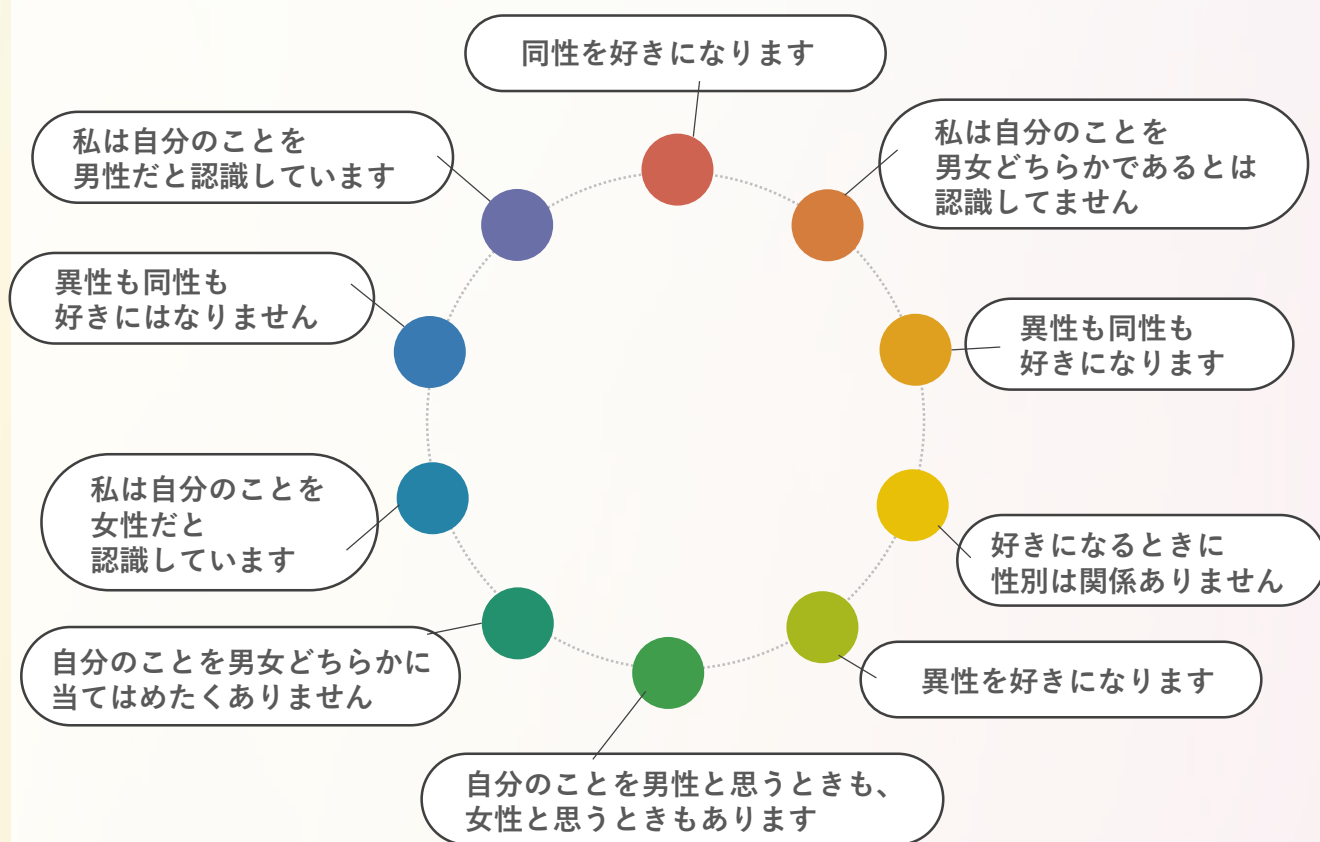 同性を好きになります
私は自分のことを
男女どちらかであるとは
認識してません
異性も同性も
好きになります
好きになるときに
性別は関係ありません
異性を好きになります
自分のことを男性と思うときも、
女性と思うときもあります
自分のことを男女どちらかに
当てはめたくありません
私は自分のことを
女性だと
認識しています
異性も同性も
好きにはなりません
私は自分のことを
男性だと認識しています